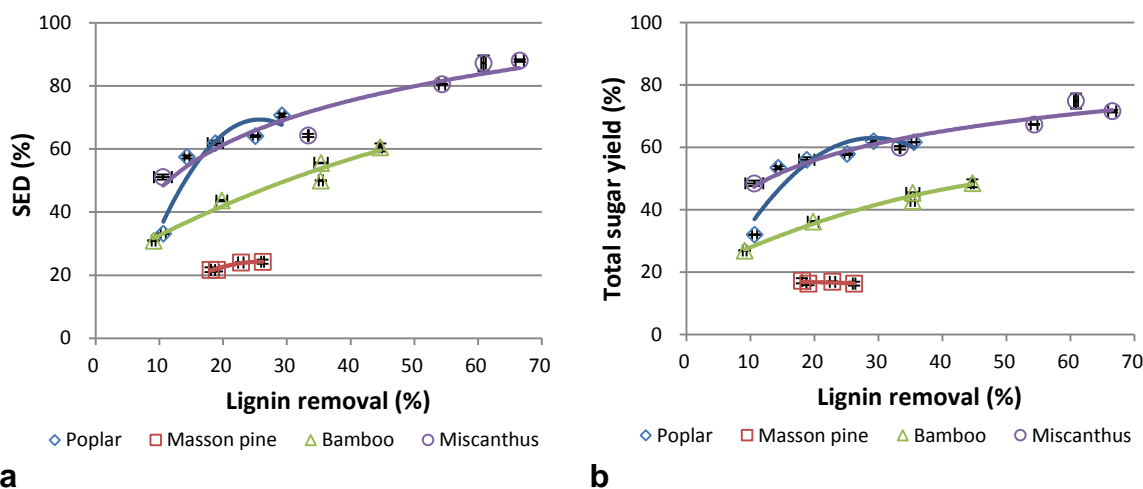 100
80
60
40
20
0
SED (%)
0 10 20 30 40 50 60 70
Lignin removal (%)
Poplar Masson pine Bamboo Miscanthus
a
100
80
60
40
20
0
Total sugar yield (%)
0 10 20 30 40 50 60 70
Lignin removal (%)
Poplar Masson pine Bamboo Miscanthus
b